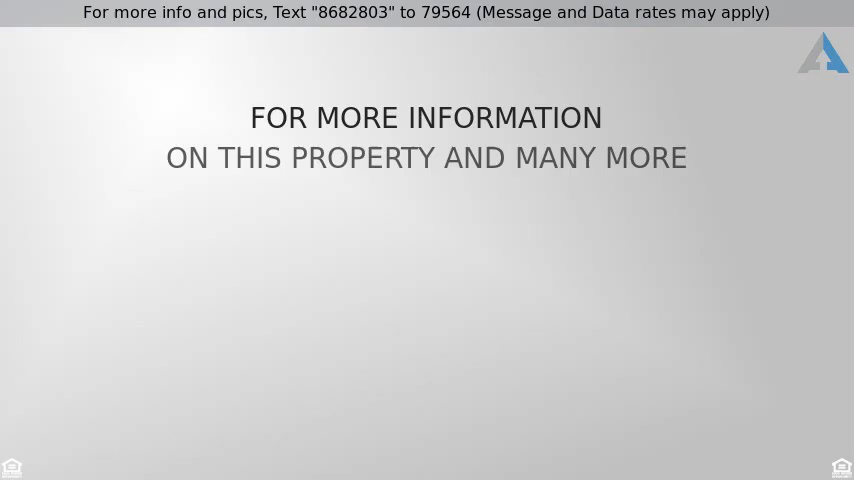 For more info and pics, Text "8682803" to 79564 (Message and Data rates may apply)
FOR MORE INFORMATION
ON THIS PROPERTY AND MANY MORE